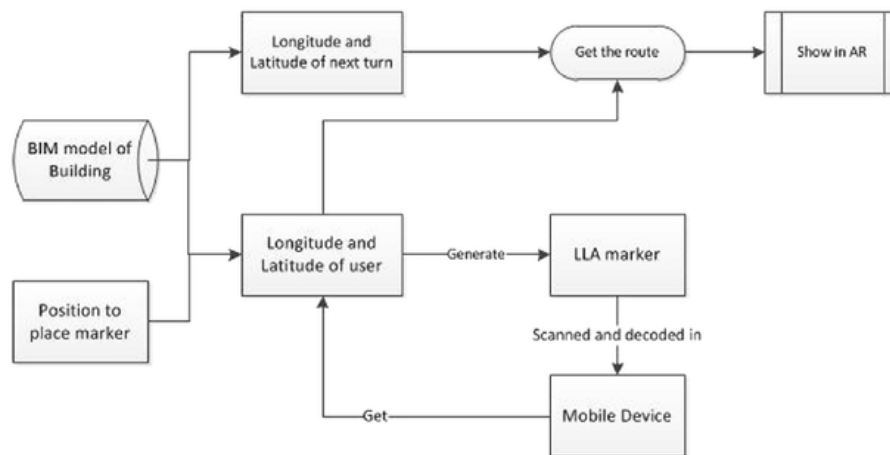 Longitude and
Latitude of next turn
Get the route
Show in AR
BIM model of
Building
Longitude and
Latitude of user
Generate
LLA marker
Position to
place marker
Scanned and decoded in
Get
Mobile Device